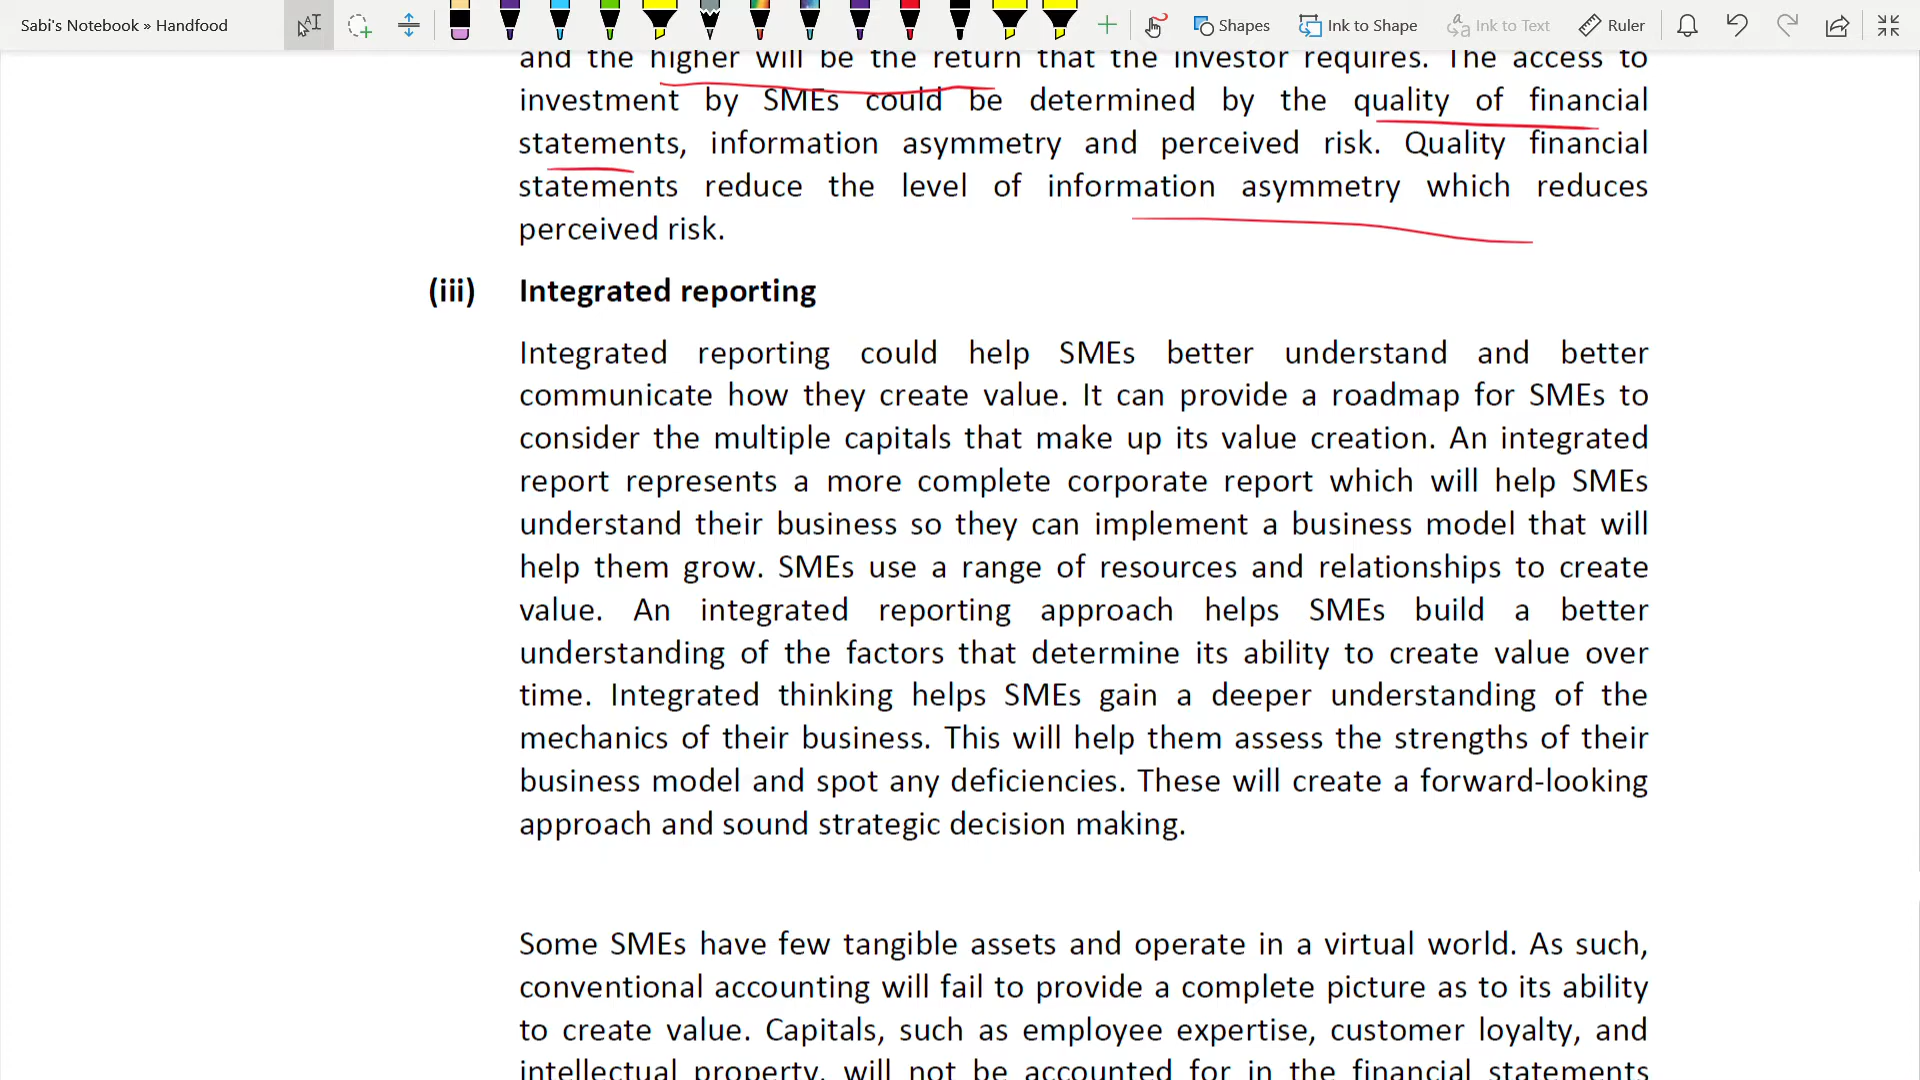 Sabi's Notebook » Handfood
Shapes
Ink to Shape
Ink to Text
Ruler
and the higher will be the return that the investor requires. The access to
investment by SMEs could be determined by the quality of financial
statements, information asymmetry and perceived risk. Quality financial
statements reduce the level of information asymmetry which reduces
perceived risk.
(iii) Integrated reporting
Integrated reporting could help SMEs better understand and better
communicate how they create value. It can provide a roadmap for SMEs to
consider the multiple capitals that make up its value creation. An integrated
report represents a more complete corporate report which will help SMEs
understand their business so they can implement a business model that will
help them grow. SMEs use a range of resources and relationships to create
value. An integrated reporting approach helps SMEs build a better
understanding of the factors that determine its ability to create value over
time. Integrated thinking helps SMEs gain a deeper understanding of the
mechanics of their business. This will help them assess the strengths of their
business model and spot any deficiencies. These will create a forward-looking
approach and sound strategic decision making.
Some SMEs have few tangible assets and operate in a virtual world. As such,
conventional accounting will fail to provide a complete picture as to its ability
to create value. Capitals, such as employee expertise, customer loyalty, and
intellectual property, will not be accounted for in the financial statements